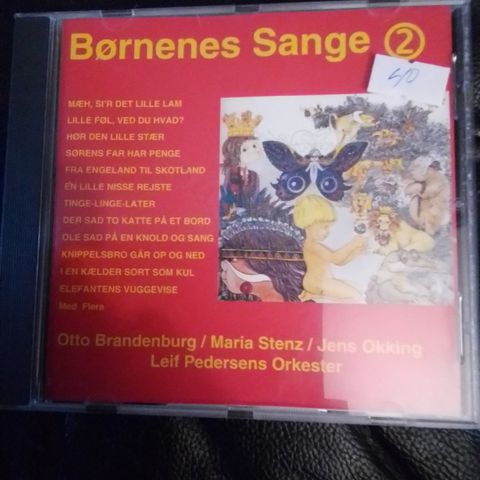 Børnenes Sange ②
40
MÆH, SI'R DET LILLE LAM
LILLE FØL, VED DU HVAD?
HØR DEN LILLE STÆR
SØRENS FAR HAR PENGE
FRA ENGELAND TIL SKOTLAND
EN LILLE NISSE REJSTE
TINGE-LINGE-LATER
DER SAD TO KATTE PÅ ET BORD
OLE SAD PÅ EN KNOLD OG SANG
KNIPPELSBRO GÅR OP OG NED
I EN KÆLDER SORT SOM KUL
ELEFANTENS VUGGEVISE
Med Flere
Otto Brandenburg / Maria Stenz / Jens Okking
Leif Pedersens Orkester